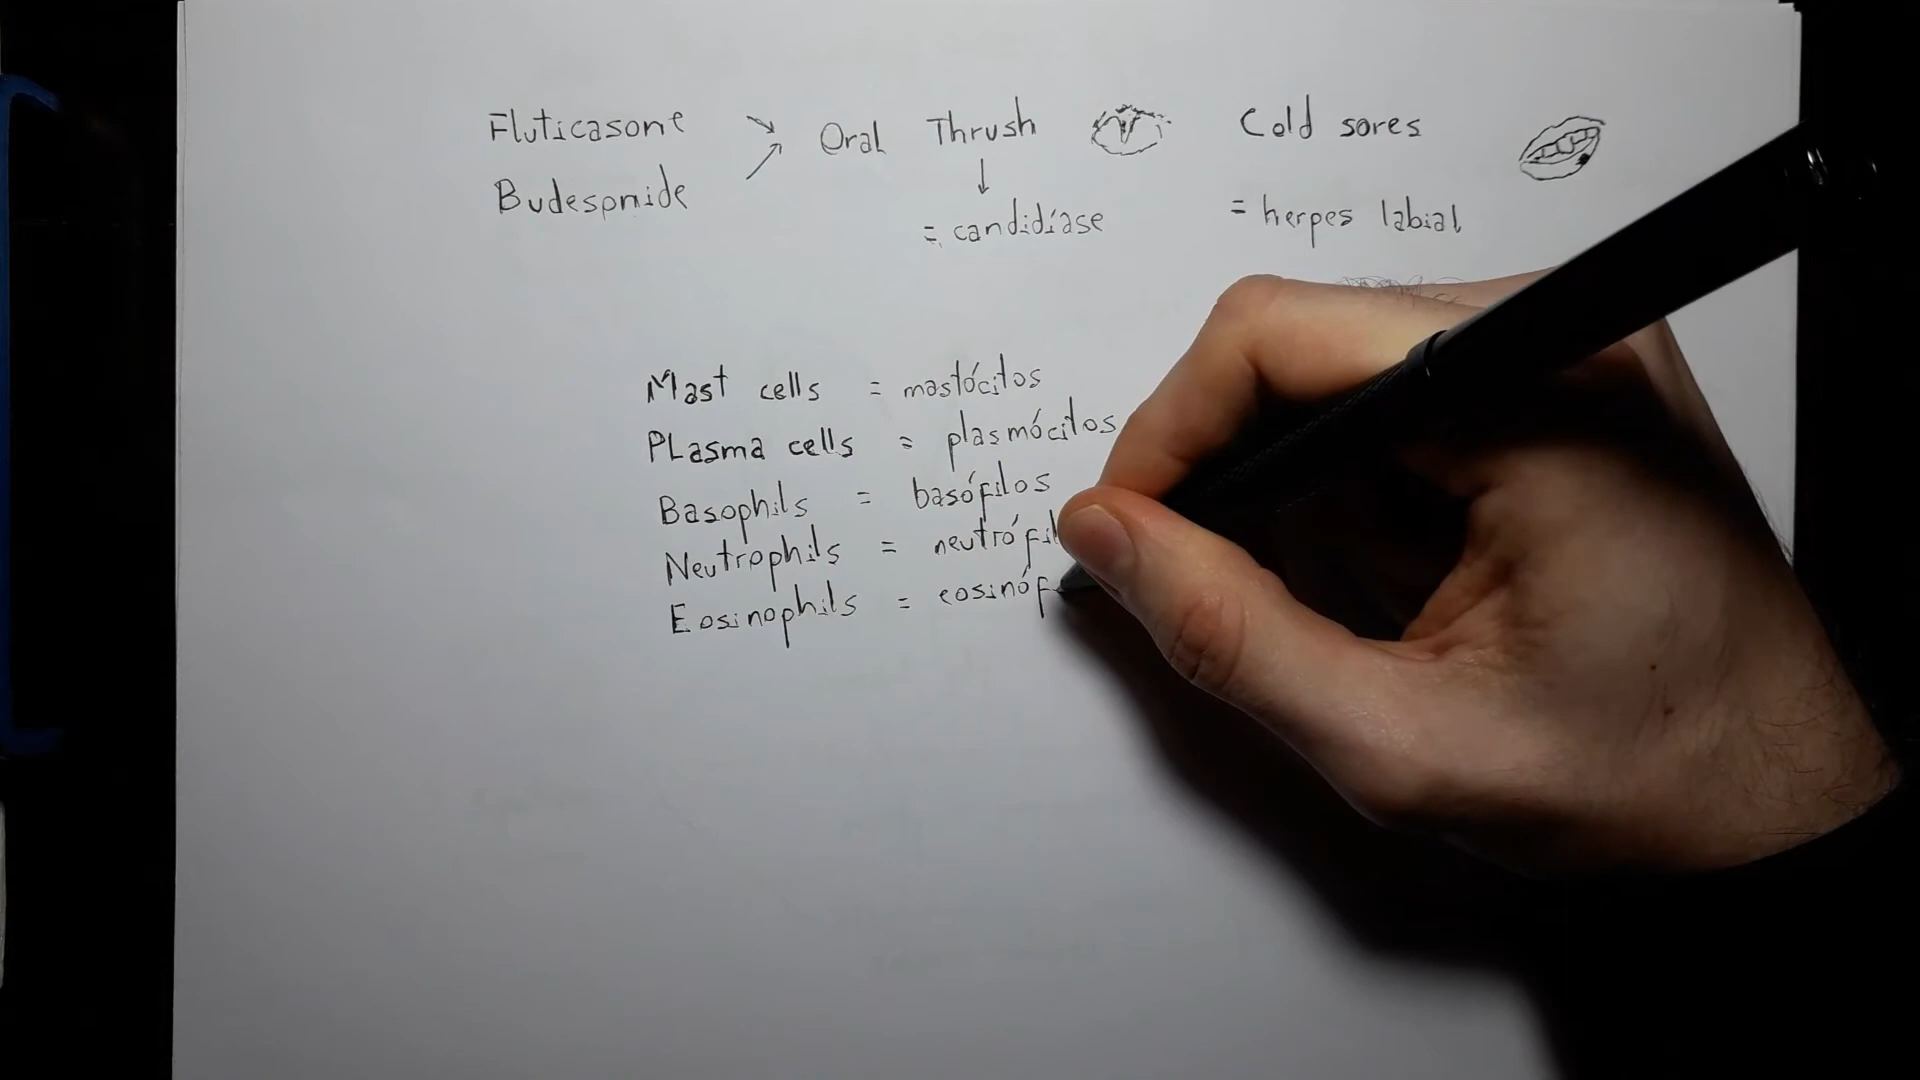 Fluticasone
Budesonide
Oral Thrush
= candidíase
Cold sores
= herpes labial
Mast cells = mastócitos
Plasma cells = plasmócitos
Basophils = basófilos
Neutrophils = neutrófil
Eosinophils = eosinóf